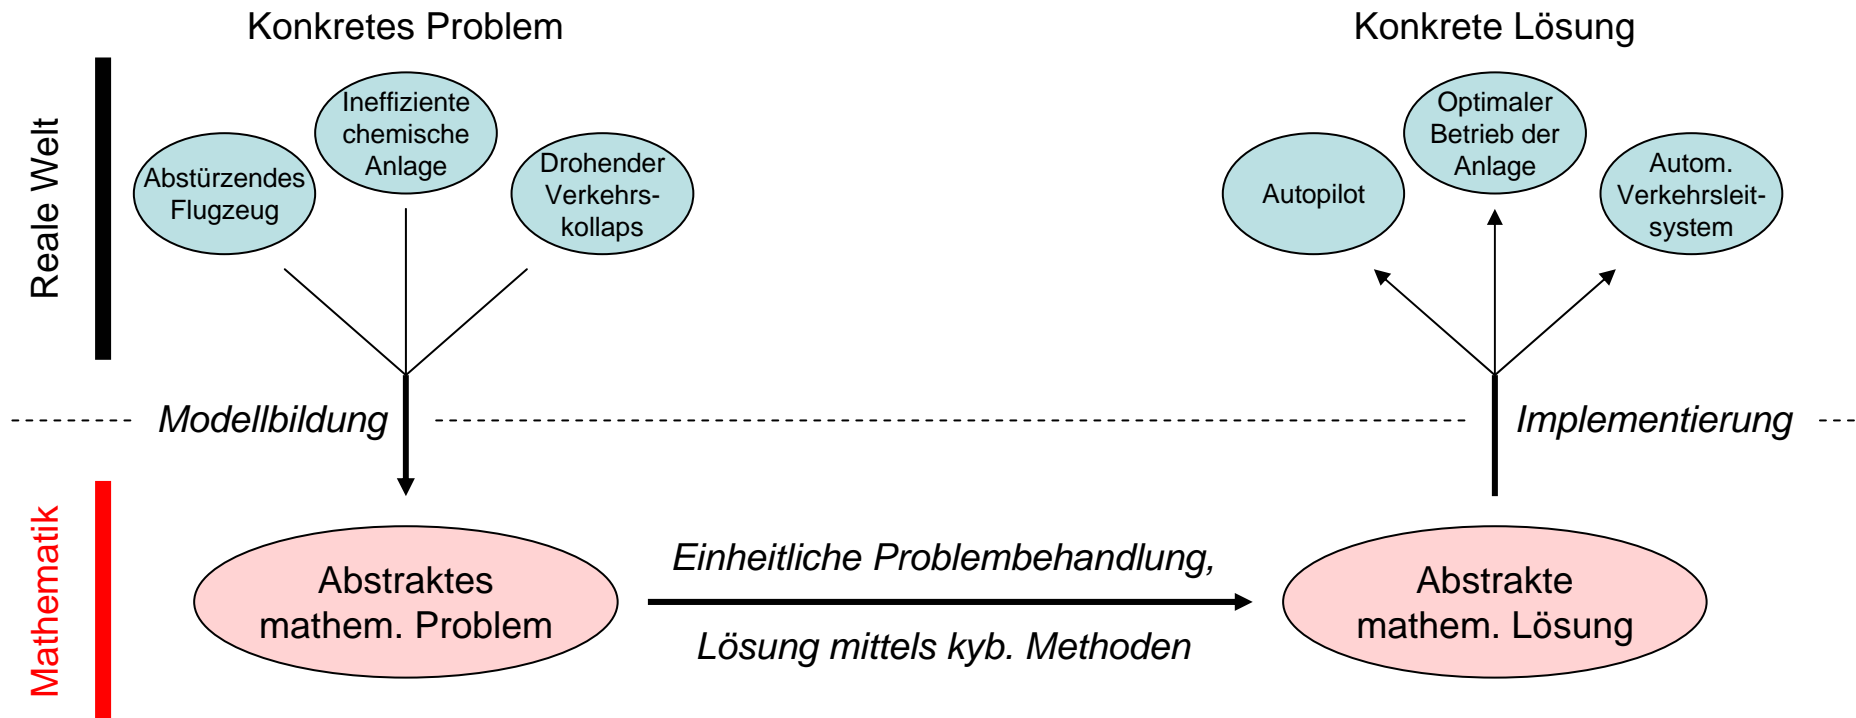 Konkretes Problem
Konkrete Lösung
Reale Welt
Abstürzendes
Flugzeug
Ineffiziente
chemische
Anlage
Drohender
Verkehrs-
kollaps
Autopilot
Optimaler
Betrieb der
Anlage
Autom.
Verkehrsleit-
system
Modellbildung
Implementierung
Mathematik
Abstraktes
mathem. Problem
Einheitliche Problembehandlung,
Lösung mittels kyb. Methoden
Abstrakte
mathem. Lösung